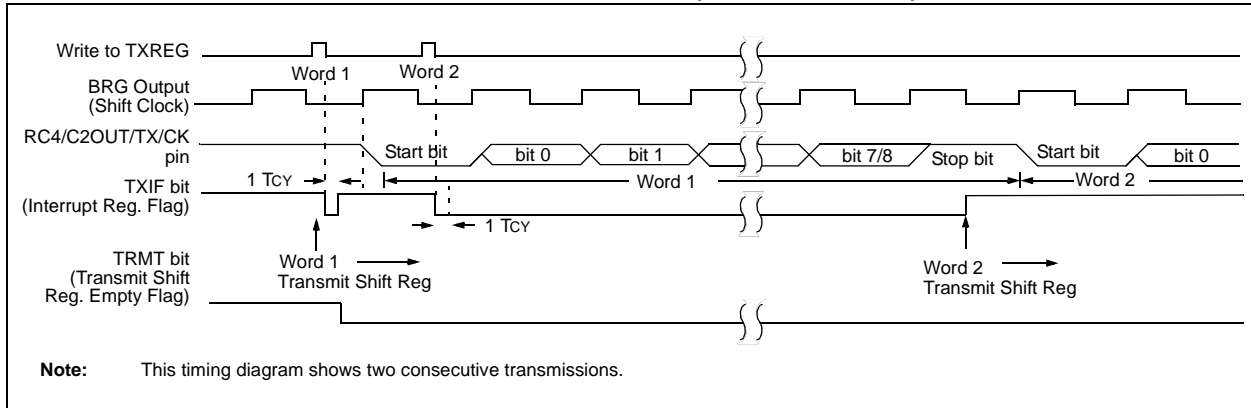 Write to TXREG
Word 1
Word 2
BRG Output
(Shift Clock)
RC4/C2OUT/TX/CK
pin
Start bit
bit 0
bit 1
bit 7/8
Stop bit
Start bit
bit 0
1 TCY
Word 1
Word 2
TXIF bit
(Interrupt Reg. Flag)
1 TCY
TRMT bit
(Transmit Shift
Reg. Empty Flag)
Word 1
Transmit Shift Reg
Word 2
Transmit Shift Reg
Note: This timing diagram shows two consecutive transmissions.